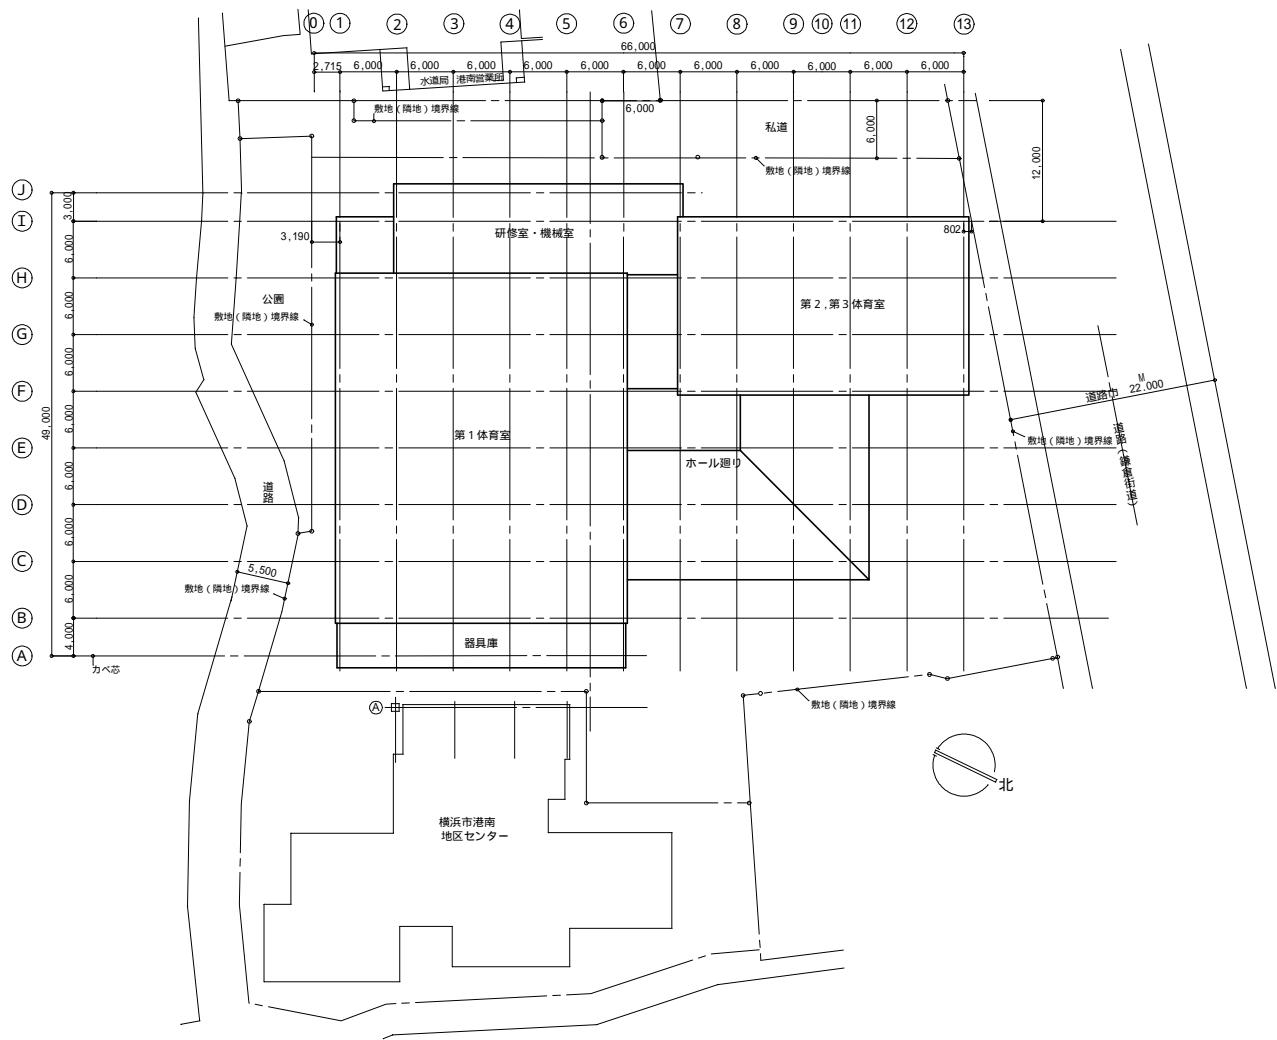 0 1 2 3 4 5 6 7 8 9 10 11 12 13
66,000
2,715 6,000 6,000 6,000 6,000 6,000 6,000 6,000 6,000 6,000 6,000 6,000
水道局 港南営業所
敷地(隣地)境界線
6,000
私道
6,000
12,000
敷地(隣地)境界線
J
I
H
G
F
E
D
C
B
A
49,000
3,000
6,000
6,000
6,000
6,000
6,000
6,000
6,000
4,000
カベ芯
3,190
研修室・機械室
802
公園
敷地(隣地)境界線
第2,第3体育室
M
道路巾 22.000
第1体育室
敷地(隣地)境界線
道路(鎌倉街道)
ホール廻り
道路
5,500
敷地(隣地)境界線
器具庫
A
敷地(隣地)境界線
北
横浜市港南
地区センター